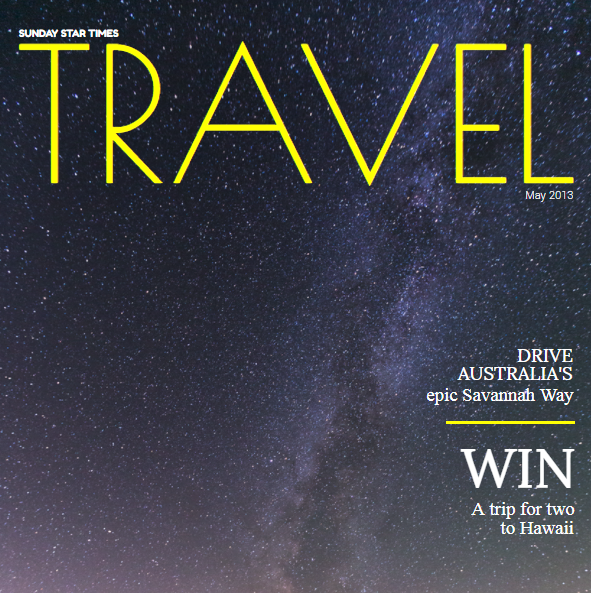 SUNDAY STAR TIMES
TRAVEL
May 2013
DRIVE
AUSTRALIA'S
epic Savannah Way
WIN
A trip for two
to Hawaii